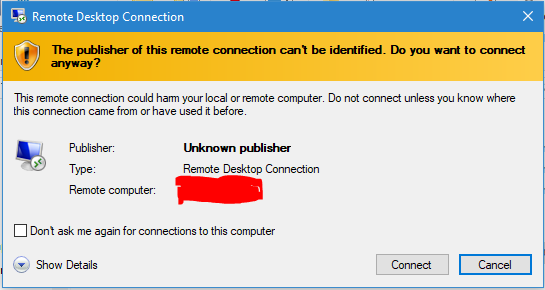 Remote Desktop Connection
The publisher of this remote connection can't be identified. Do you want to connect
anyway?
This remote connection could harm your local or remote computer. Do not connect unless you know where
this connection came from or have used it before.
Publisher: Unknown publisher
Type: Remote Desktop Connection
Remote computer:
Don't ask me again for connections to this computer
Show Details Connect Cancel